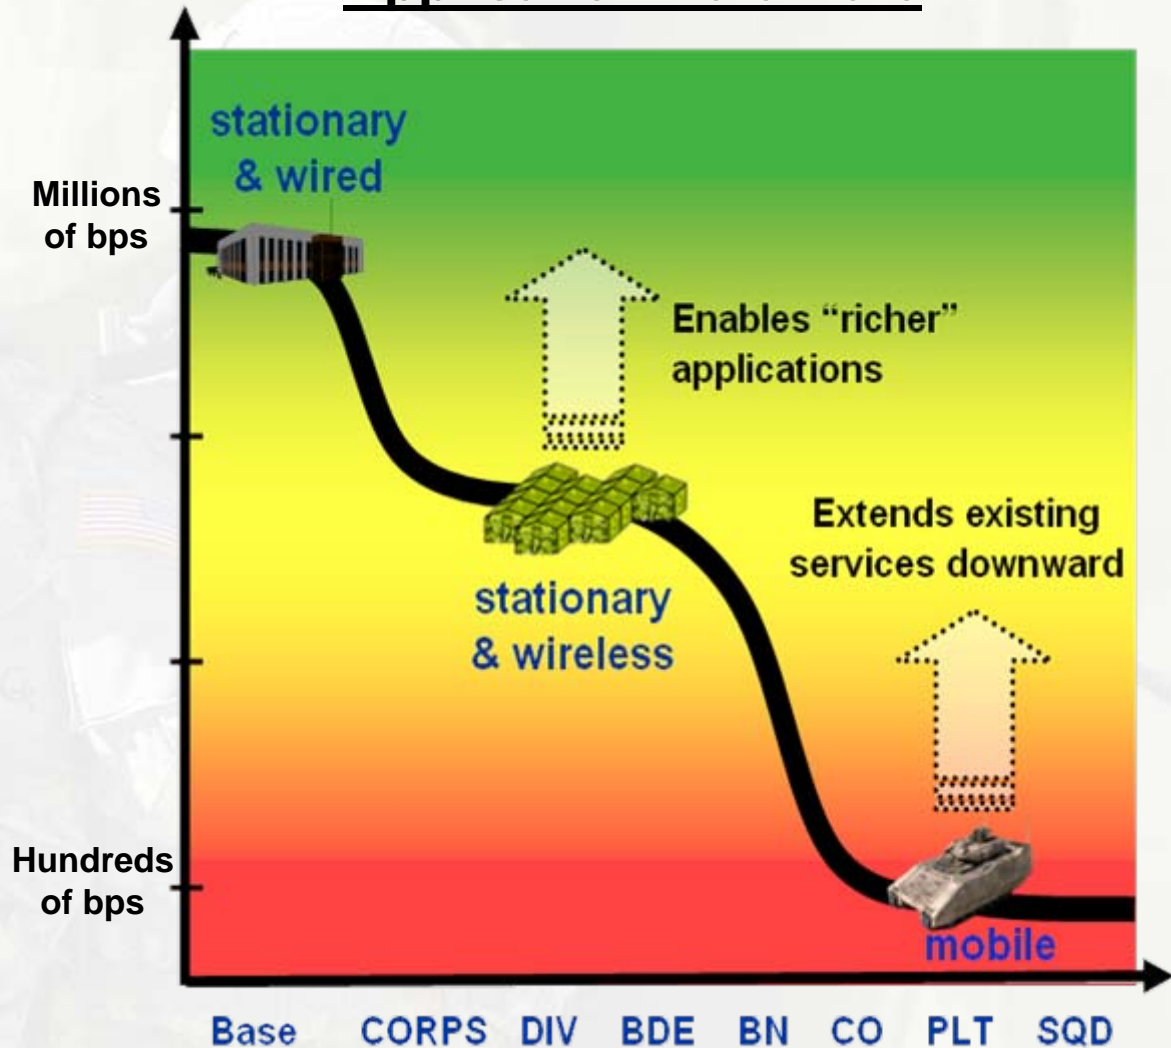 stationary
& wired
Millions
of bps
Enables “richer”
applications
Extends existing
services downward
stationary
& wireless
Hundreds
of bps
mobile
Base CORPS DIV BDE BN CO PLT SQD